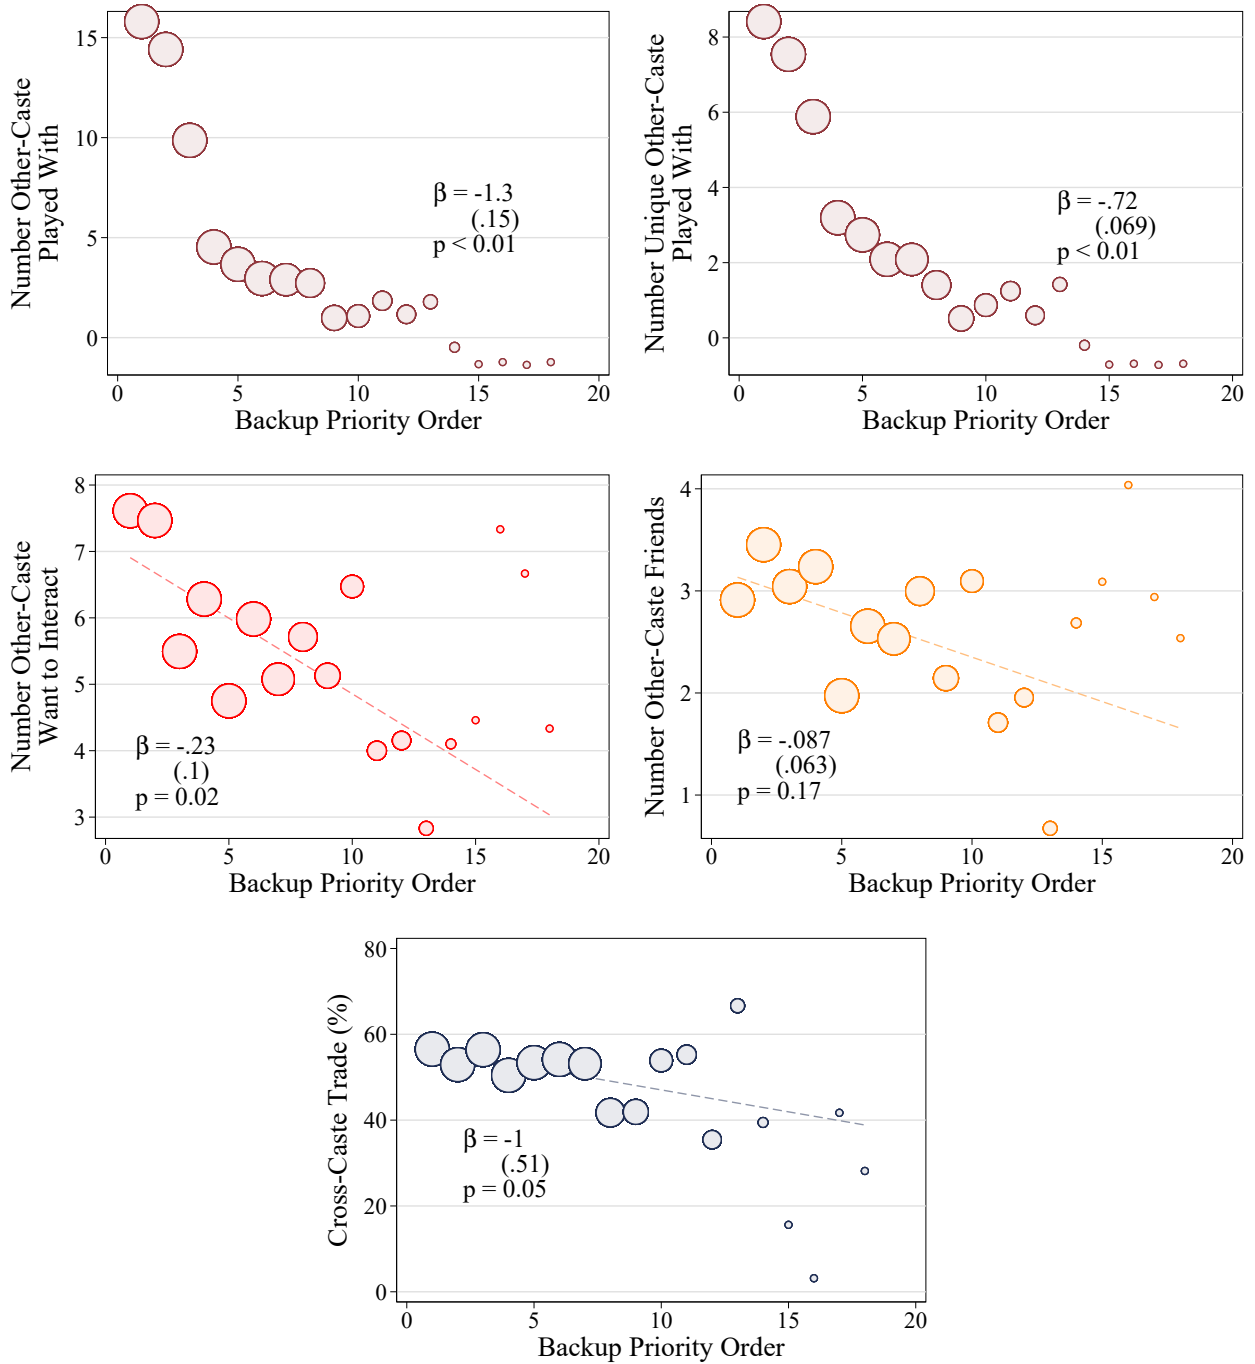 Number Other-Caste
Played With
15
10
5
0
β = -1.3
(.15)
p < 0.01
0 5 10 15 20
Backup Priority Order
Number Unique Other-Caste
Played With
8
6
4
2
0
β = -.72
(.069)
p < 0.01
0 5 10 15 20
Backup Priority Order
Number Other-Caste
Want to Interact
8
7
6
5
4
3
β = -.23
(.1)
p = 0.02
0 5 10 15 20
Backup Priority Order
Number Other-Caste Friends
4
3
2
1
β = -.087
(.063)
p = 0.17
0 5 10 15 20
Backup Priority Order
Cross-Caste Trade (%)
80
60
40
20
0
β = -1
(.51)
p = 0.05
0 5 10 15 20
Backup Priority Order